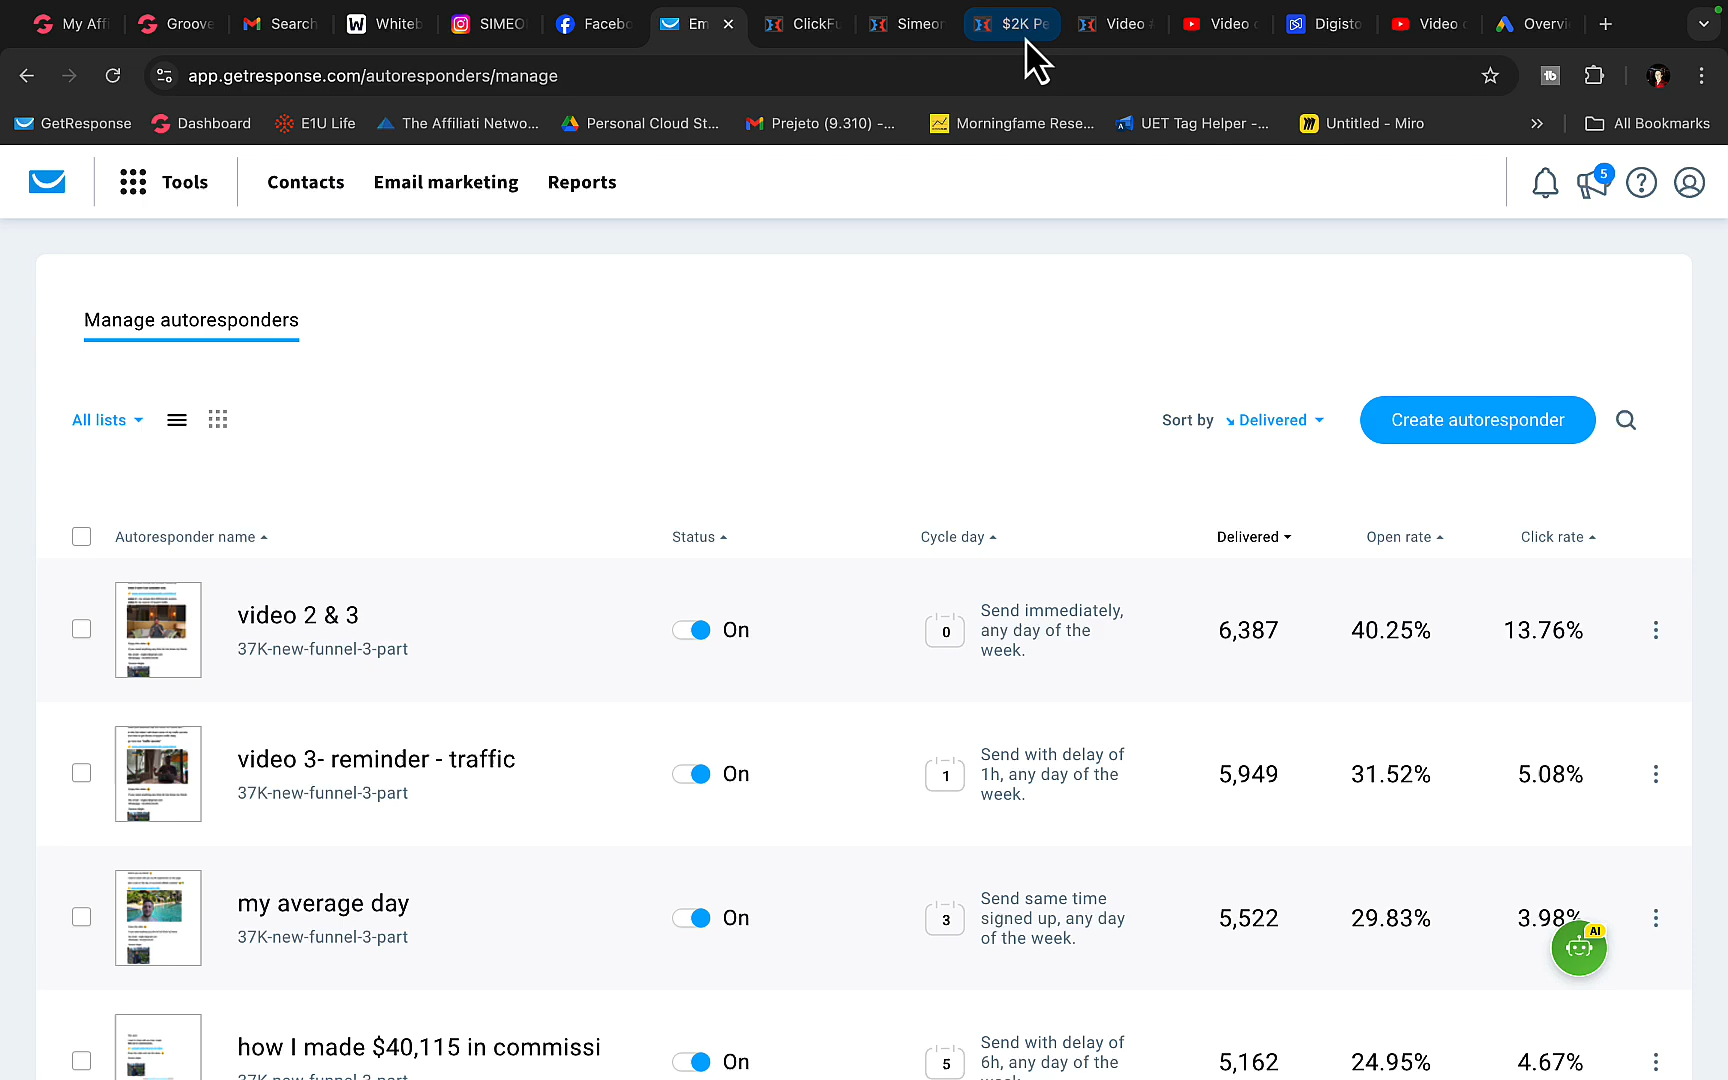 My Affi
Groove
Search
Whiteb
SIMEO
Facebo
Em
ClickFu
Simeon
$2K Pe
Video #
Video
Digisto
Video
Overvi
app.getresponse.com/autoresponders/manage
GetResponse
Dashboard
E1U Life
The Affiliati Netwo...
Personal Cloud St...
Prejeto (9.310) -...
Morningfame Rese...
UET Tag Helper -...
Untitled - Miro
All Bookmarks
Tools
Contacts
Email marketing
Reports
5
Manage autoresponders
All lists
Sort by
Delivered
Create autoresponder
Autoresponder name
Status
Cycle day
Delivered
Open rate
Click rate
video 2 & 3
37K-new-funnel-3-part
On
0
Send immediately,
any day of the
week.
6,387
40.25%
13.76%
video 3- reminder - traffic
37K-new-funnel-3-part
On
1
Send with delay of
1h, any day of the
week.
5,949
31.52%
5.08%
my average day
37K-new-funnel-3-part
On
3
Send same time
signed up, any day
of the week.
5,522
29.83%
3.98%
AI
how I made $40,115 in commissi
37K-new-funnel-3-part
On
5
Send with delay of
6h, any day of the
5,162
24.95%
4.67%